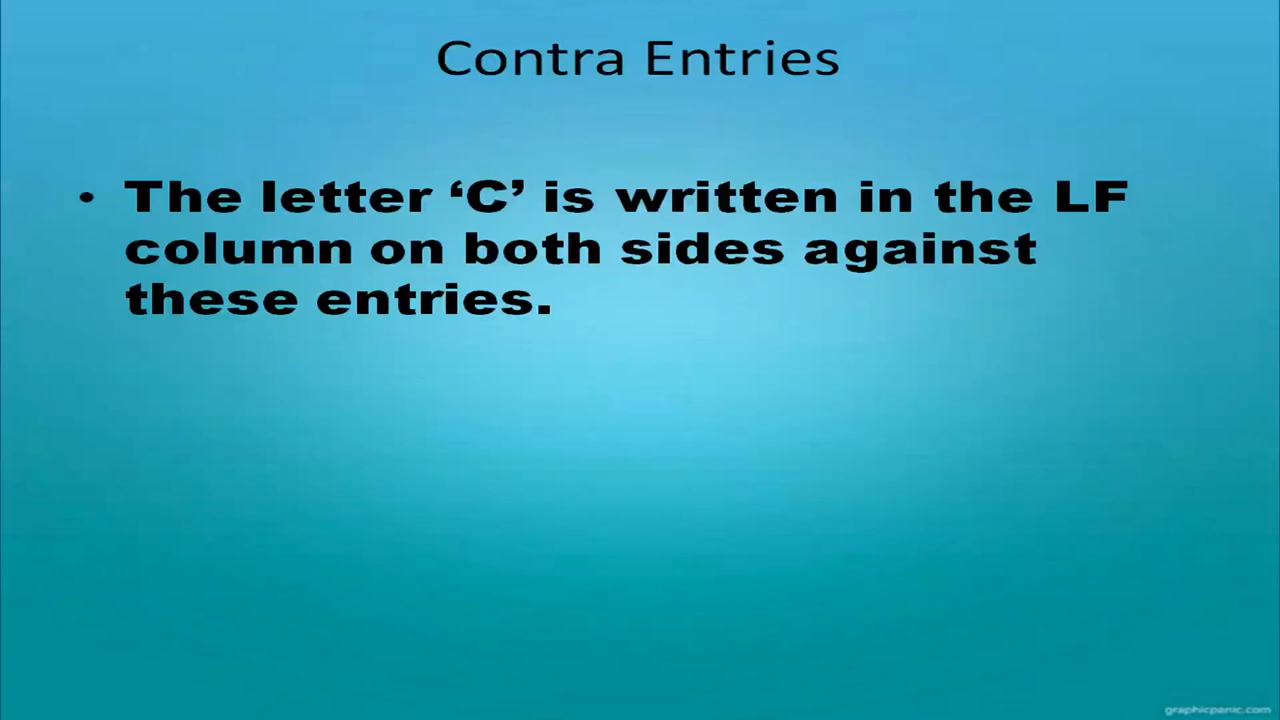 Contra Entries
• The letter ‘C’ is written in the LF
column on both sides against
these entries.
graphicpanic.com